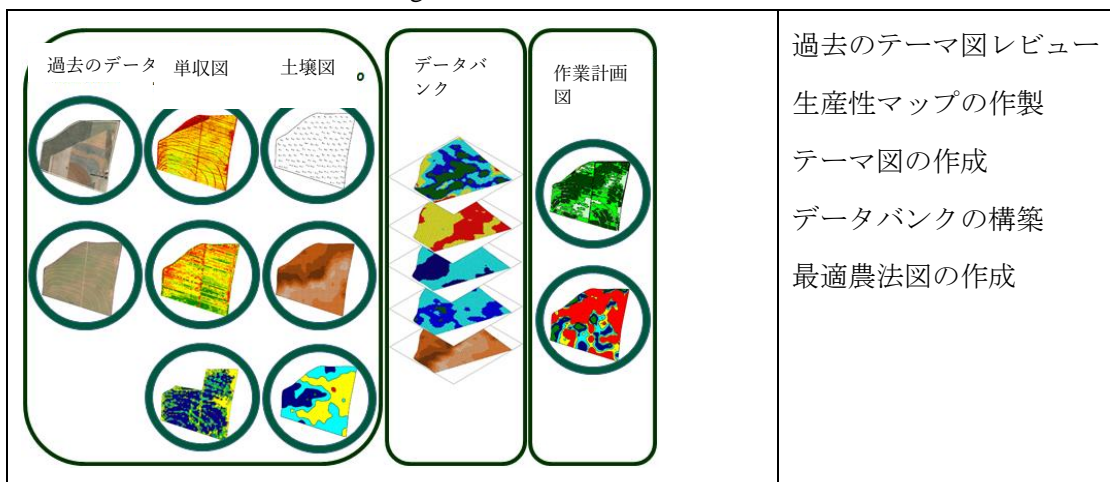 過去のデータ
単収図
土壌図
データバ
ンク
作業計画
図
過去のテーマ図レビュー
生産性マップの作製
テーマ図の作成
データバンクの構築
最適農法図の作成